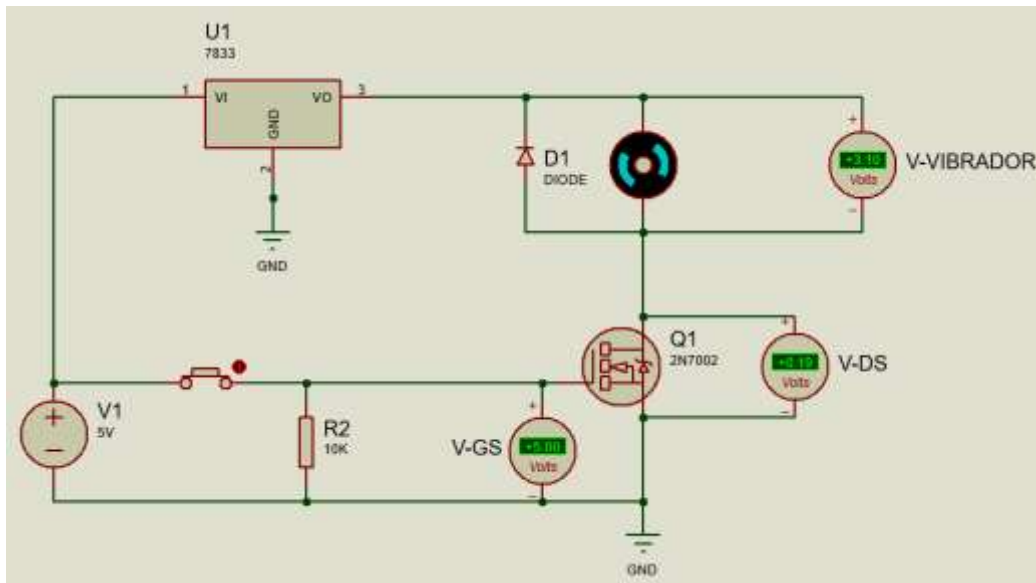 U1
7833
1
VI
VO
3
GND
2
GND
D1
DIODE
+3.10
Volts
V-VIBRADOR
+
-
Q1
2N7002
+
+0.19
Volts
-
V-DS
V1
5V
+
-
R2
10K
V-GS
+
+5.00
Volts
-
GND